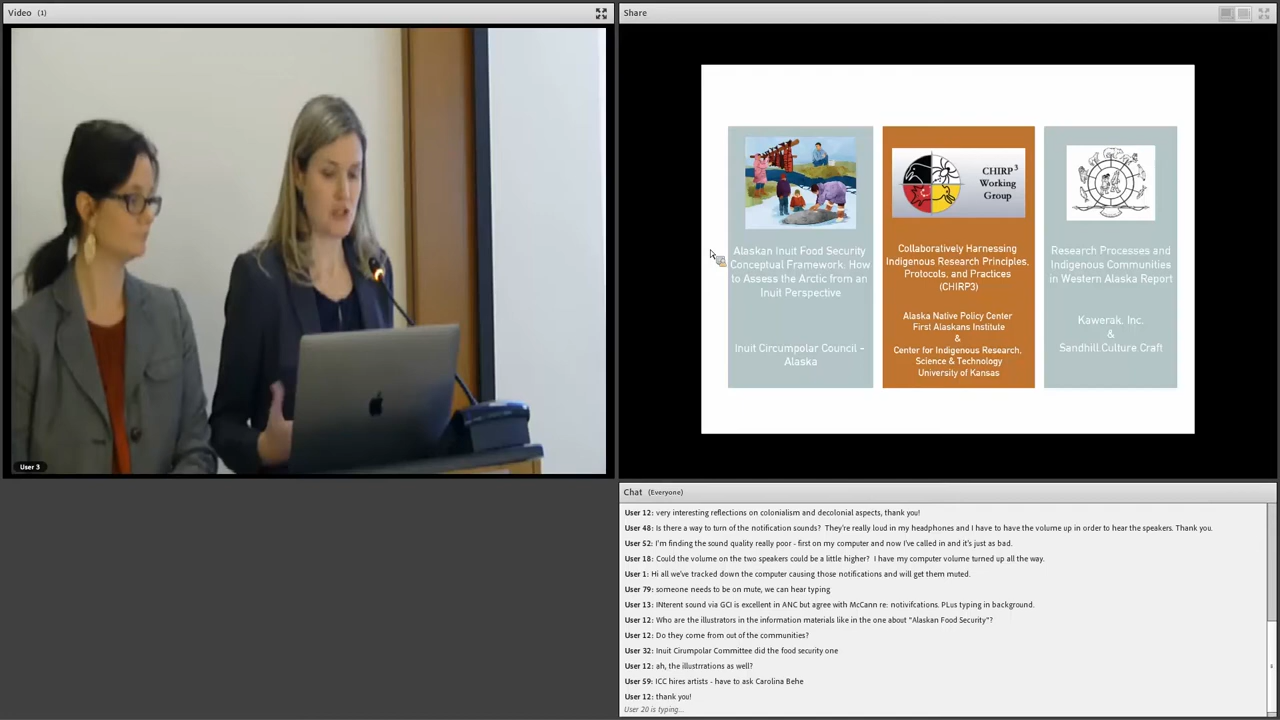 Video (1)
User 3
Share
Alaskan Inuit Food Security
Conceptual Framework: How
to Assess the Arctic from an
Inuit Perspective
Inuit Circumpolar Council –
Alaska
CHIRP3
Working
Group
Collaboratively Harnessing
Indigenous Research Principles,
Protocols, and Practices
(CHIRP3)
Alaska Native Policy Center
First Alaskans Institute
&
Center for Indigenous Research,
Science & Technology
University of Kansas
Research Processes and
Indigenous Communities
in Western Alaska Report
Kawerak, Inc.
&
Sandhill.Culture.Craft
Chat (Everyone)
User 12: very interesting reflections on colonialism and decolonial aspects, thank you!
User 48: Is there a way to turn of the notification sounds? They're really loud in my headphones and I have to have the volume up in order to hear the speakers. Thank you.
User 52: I'm finding the sound quality really poor - first on my computer and now I've called in and it's just as bad.
User 18: Could the volume on the two speakers could be a little higher? I have my computer volume turned up all the way.
User 1: Hi all we've tracked down the computer causing those notifications and will get them muted.
User 79: someone needs to be on mute, we can hear typing
User 13: INterent sound via GCI is excellent in ANC but agree with McCann re: notivifcations. PLus typing in background.
User 12: Who are the illustrators in the information materials like in the one about "Alaskan Food Security"?
User 12: Do they come from out of the communities?
User 32: Inuit Cirumpolar Committee did the food security one
User 12: ah, the illustrrations as well?
User 59: ICC hires artists - have to ask Carolina Behe
User 12: thank you!
User 20 is typing...